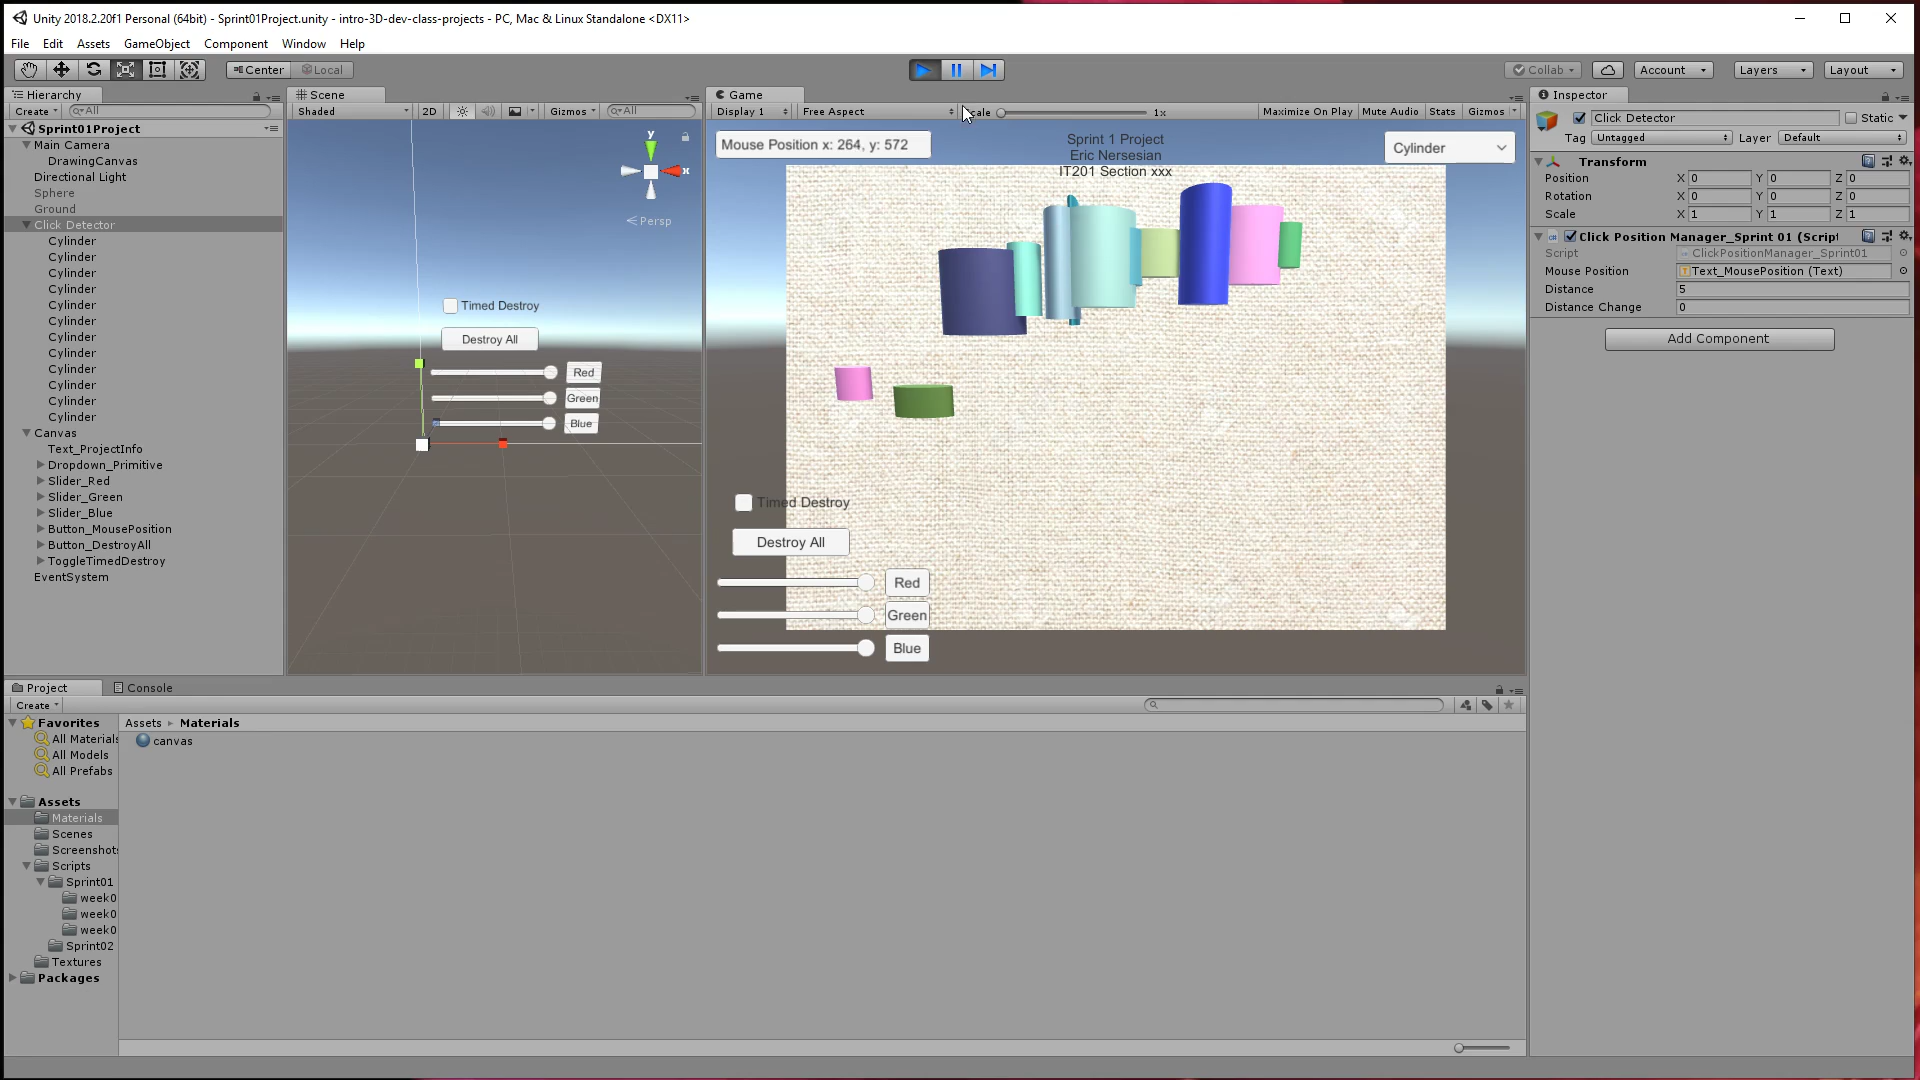 Unity 2018.2.20f1 Personal (64bit) - Sprint01Project.unity - intro-3D-dev-class-projects - PC, Mac & Linux Standalone <DX11>
File Edit Assets GameObject Component Window Help
Center Local Collab Account Layers Layout
Hierarchy
Create All
Sprint01Project
Main Camera
DrawingCanvas
Directional Light
Sphere
Ground
Click Detector
Cylinder
Cylinder
Cylinder
Cylinder
Cylinder
Cylinder
Cylinder
Cylinder
Cylinder
Cylinder
Cylinder
Cylinder
Canvas
Text_ProjectInfo
Dropdown_Primitive
Slider_Red
Slider_Green
Slider_Blue
Button_MousePosition
Button_DestroyAll
ToggleTimedDestroy
EventSystem
Scene
Shaded 2D Gizmos All
y
x
Persp
Timed Destroy
Destroy All
Red
Green
Blue
Game
Display 1 Free Aspect cale 1x Maximize On Play Mute Audio Stats Gizmos
Mouse Position x: 264, y: 572
Sprint 1 Project
Eric Nersesian
IT201 Section xxx
Cylinder
Timed Destroy
Destroy All
Red
Green
Blue
Inspector
Click Detector Static
Tag Untagged Layer Default
Transform
Position X 0 Y 0 Z 0
Rotation X 0 Y 0 Z 0
Scale X 1 Y 1 Z 1
Click Position Manager_Sprint 01 (Script
Script ClickPositionManager_Sprint01
Mouse Position Text_MousePosition (Text)
Distance 5
Distance Change 0
Add Component
Project Console
Create
Favorites
All Materials
All Models
All Prefabs
Assets
Materials
Scenes
Screenshots
Scripts
Sprint01
week0
week0
week0
Sprint02
Textures
Packages
Assets Materials
canvas